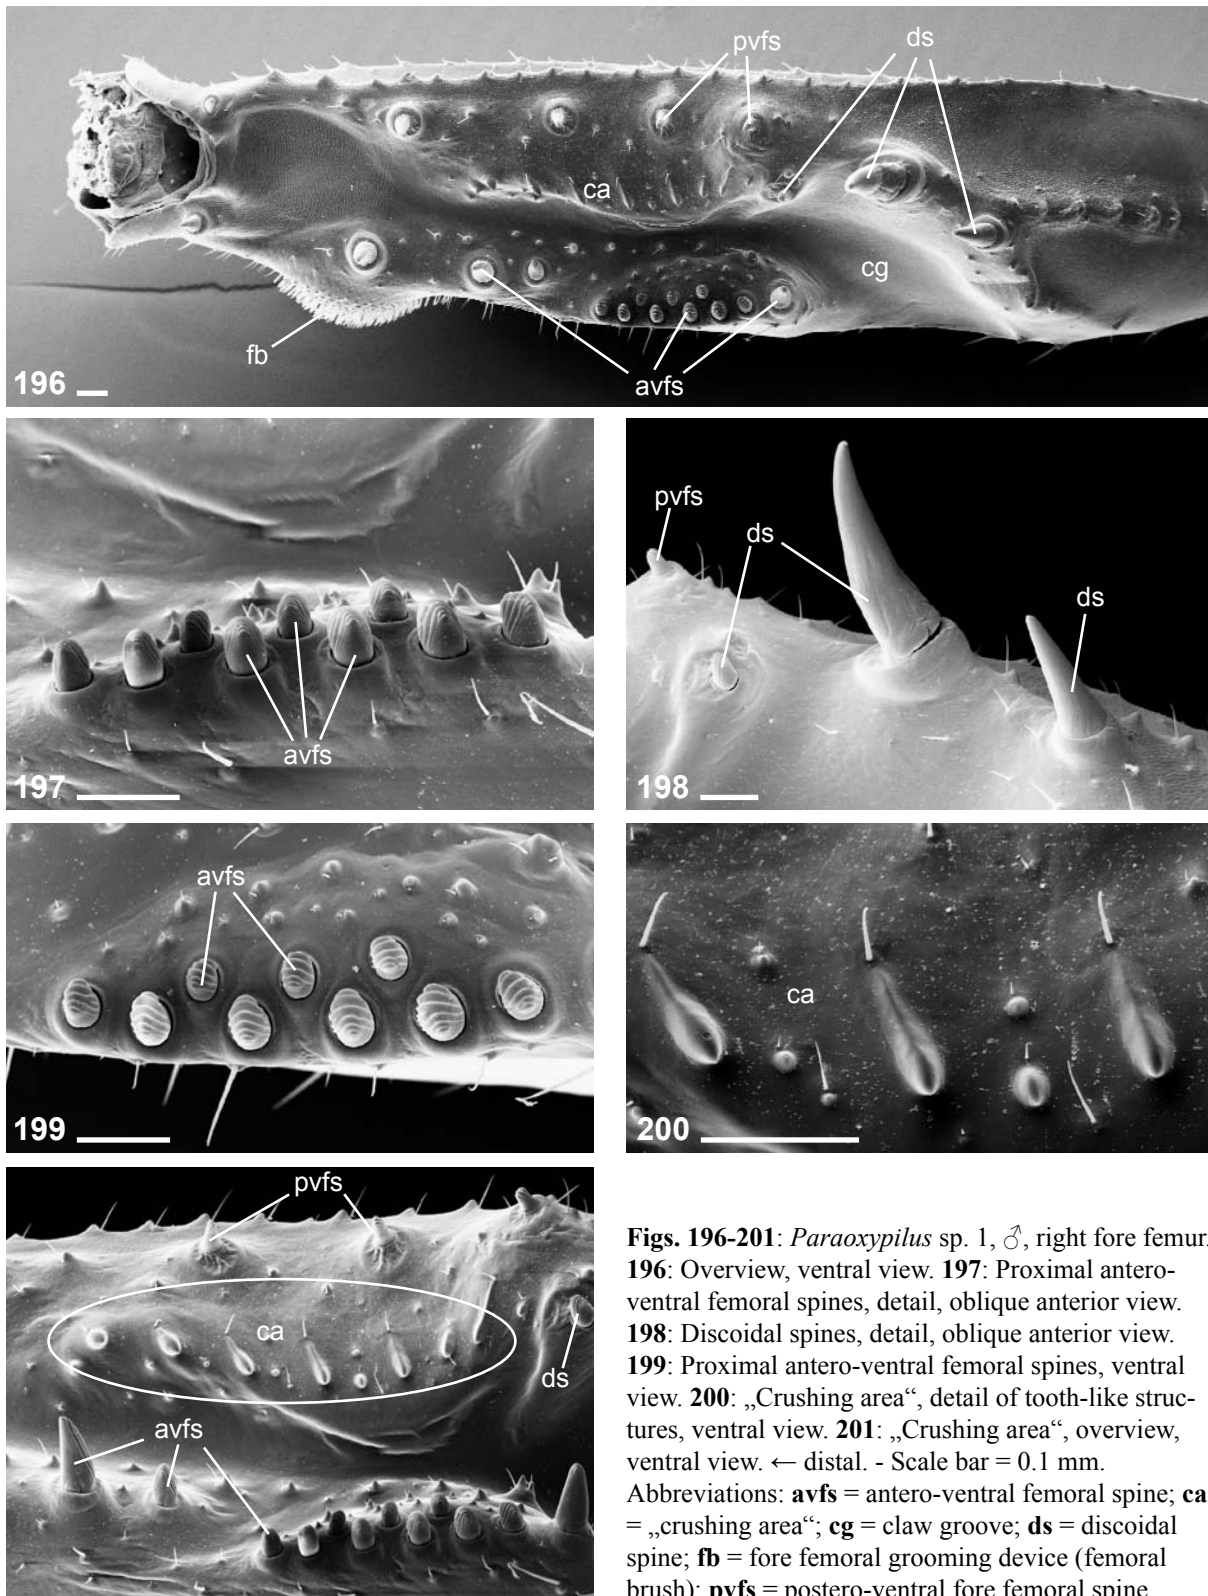 pvfs
ds
ca
cg
fb
avfs
196
avfs
197
pvfs
ds
ds
198
avfs
199
ca
200
pvfs
ca
ds
avfs
Figs. 196-201: Paraoxypilus sp. 1, ♂, right fore femur.
196: Overview, ventral view. 197: Proximal antero-
ventral femoral spines, detail, oblique anterior view.
198: Discoidal spines, detail, oblique anterior view.
199: Proximal antero-ventral femoral spines, ventral
view. 200: „Crushing area“, detail of tooth-like struc-
tures, ventral view. 201: „Crushing area“, overview,
ventral view. ← distal. - Scale bar = 0.1 mm.
Abbreviations: avfs = antero-ventral femoral spine; ca
= „crushing area“; cg = claw groove; ds = discoidal
spine; fb = fore femoral grooming device (femoral
brush); pvfs = postero-ventral fore femoral spine